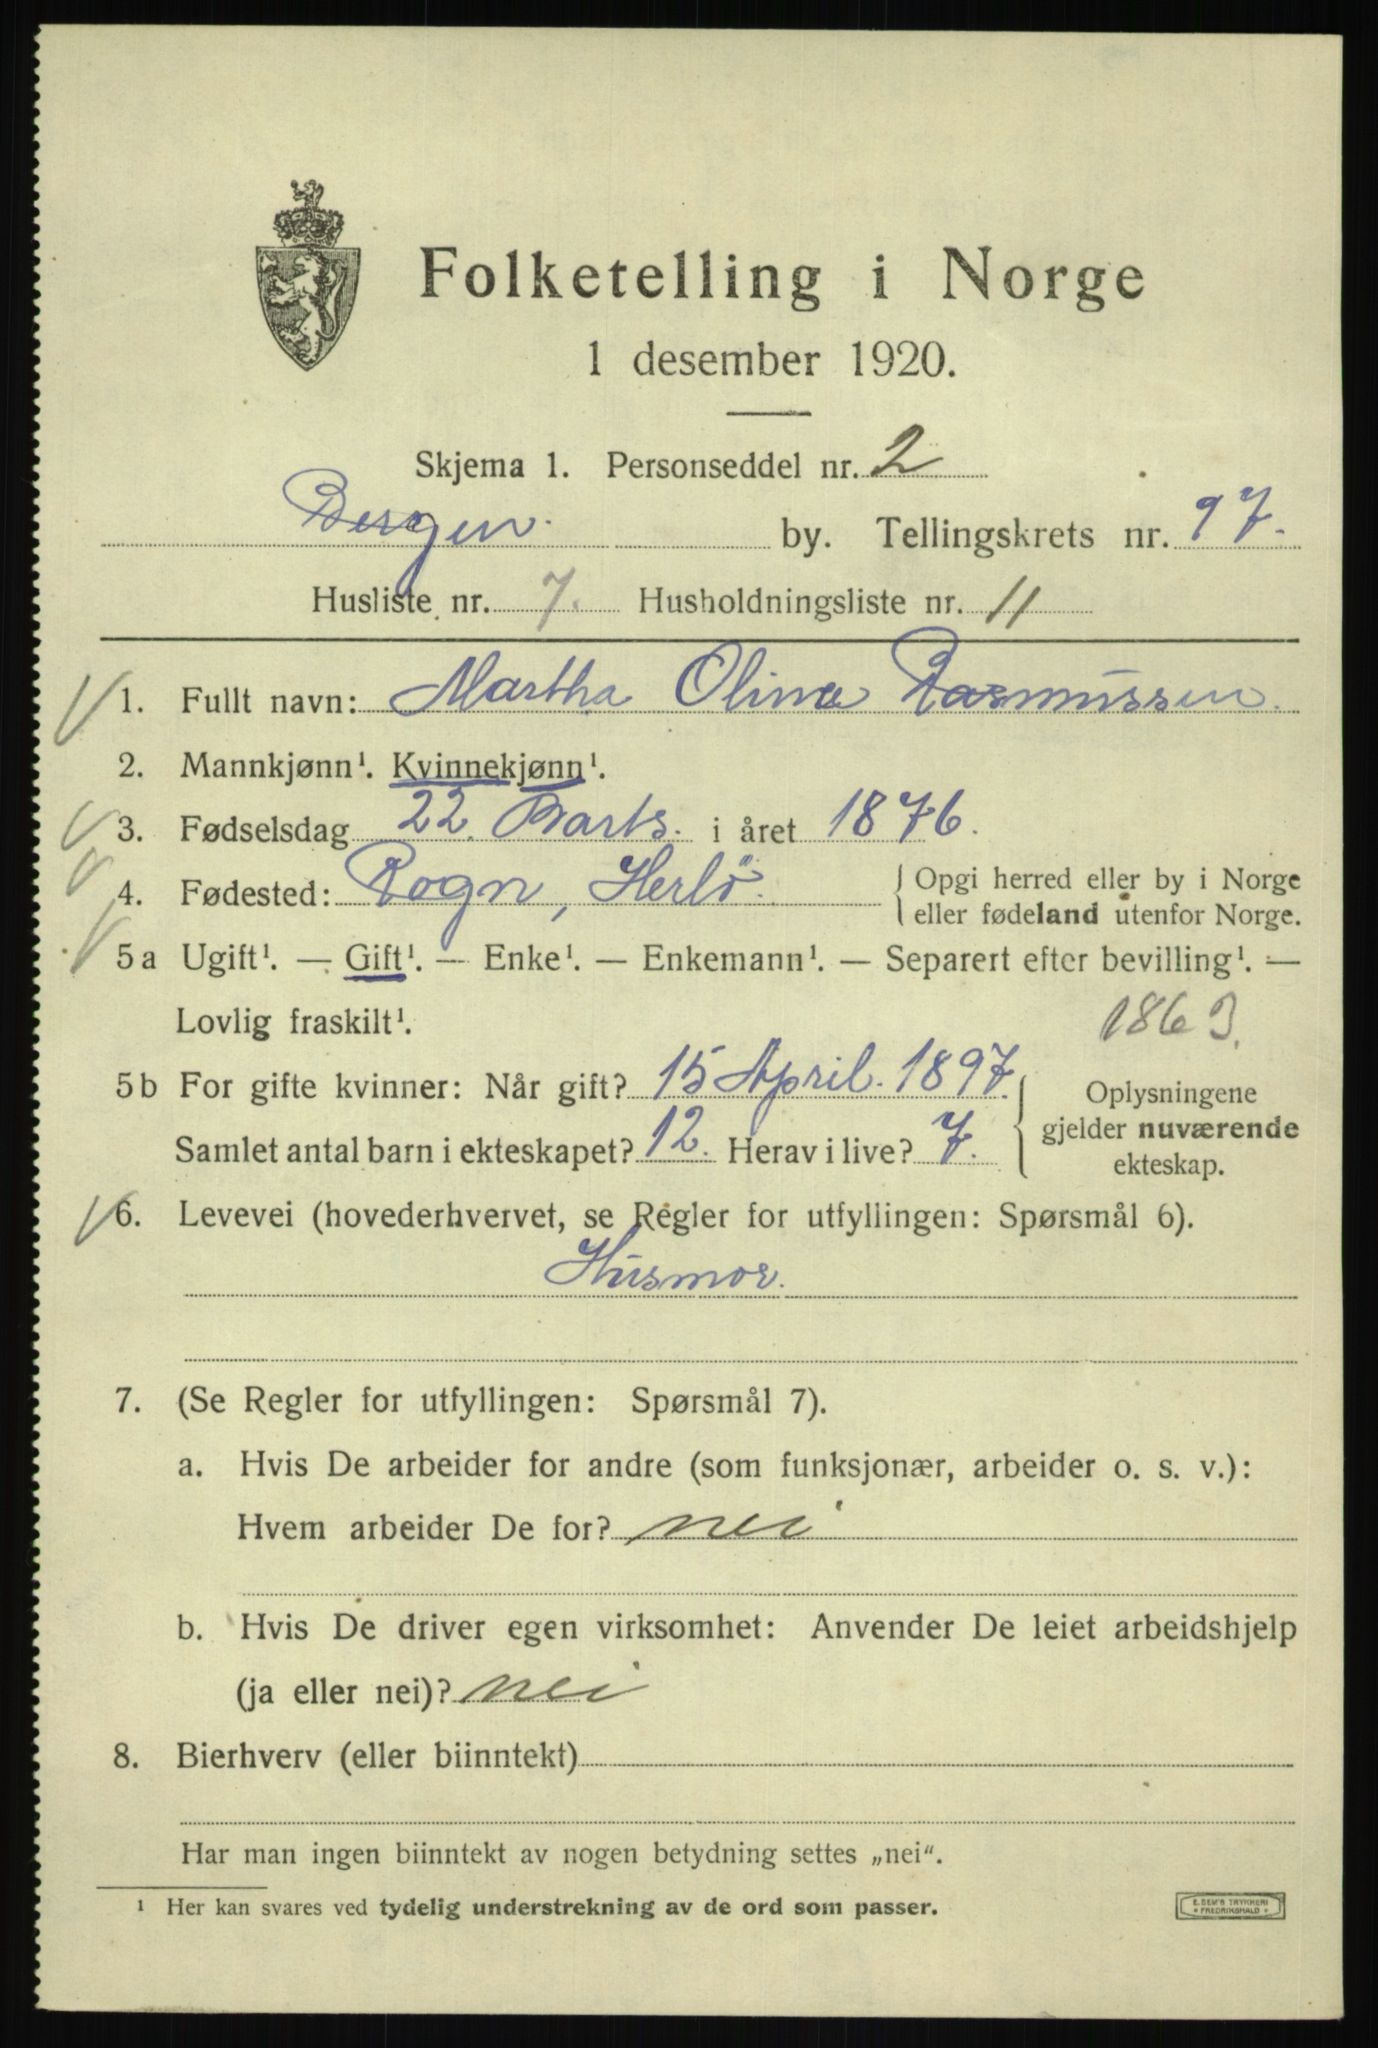 Folketelling i Norge
1 desember 1920.
Skjema 1. Personseddel nr. 2
Bergen by. Tellingskrets nr. 97.
Husliste nr. 7. Husholdningsliste nr. 11
1. Fullt navn: Martha Olina Rasmussen.
2. Mannkjønn¹. Kvinnekjønn¹.
3. Fødselsdag 22. Marts. i året 1876.
4. Fødested: Rogn, Herlö. Opgi herred eller by i Norge
eller fødeland utenfor Norge.
5a Ugift¹. — Gift¹. — Enke¹. — Enkemann¹. — Separert efter bevilling¹. —
Lovlig fraskilt¹. 1863.
5b For gifte kvinner: Når gift? 15 April. 1897. Oplysningene
gjelder nuværende
Samlet antal barn i ekteskapet? 12. Herav i live? 7. ekteskap.
6. Levevei (hovederhvervet, se Regler for utfyllingen: Spørsmål 6).
Husmor.
7. (Se Regler for utfyllingen: Spørsmål 7).
a. Hvis De arbeider for andre (som funksjonær, arbeider o. s. v.):
Hvem arbeider De for? nei
b. Hvis De driver egen virksomhet: Anvender De leiet arbeidshjelp
(ja eller nei)? nei
8. Bierhverv (eller biinntekt)
Har man ingen biinntekt av nogen betydning settes „nei“.
¹ Her kan svares ved tydelig understrekning av de ord som passer.
E. SEM'S TRYKKERI
FREDRIKSHALD